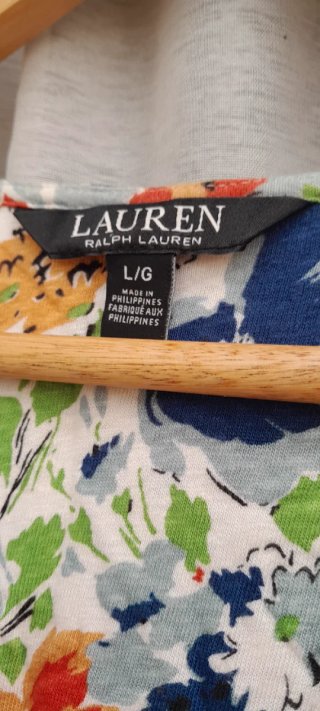 LAUREN
RALPH LAUREN
L/G
MADE IN
PHILIPPINES
FABRIQUÉ AUX
PHILIPPINES